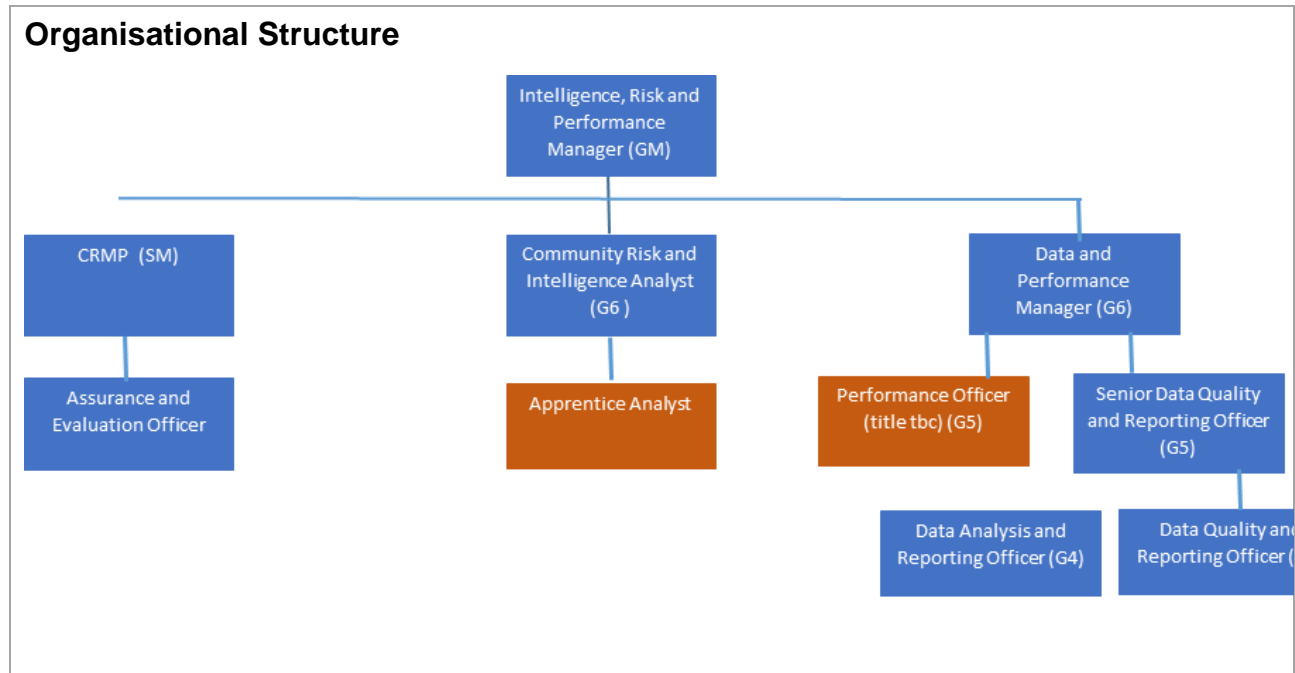 Organisational Structure
Intelligence, Risk and
Performance
Manager (GM)
CRMP (SM)
Community Risk and
Intelligence Analyst
(G6 )
Data and
Performance
Manager (G6)
Assurance and
Evaluation Officer
Apprentice Analyst
Performance Officer
(title tbc) (G5)
Senior Data Quality
and Reporting Officer
(G5)
Data Analysis and
Reporting Officer (G4)
Data Quality and
Reporting Officer (